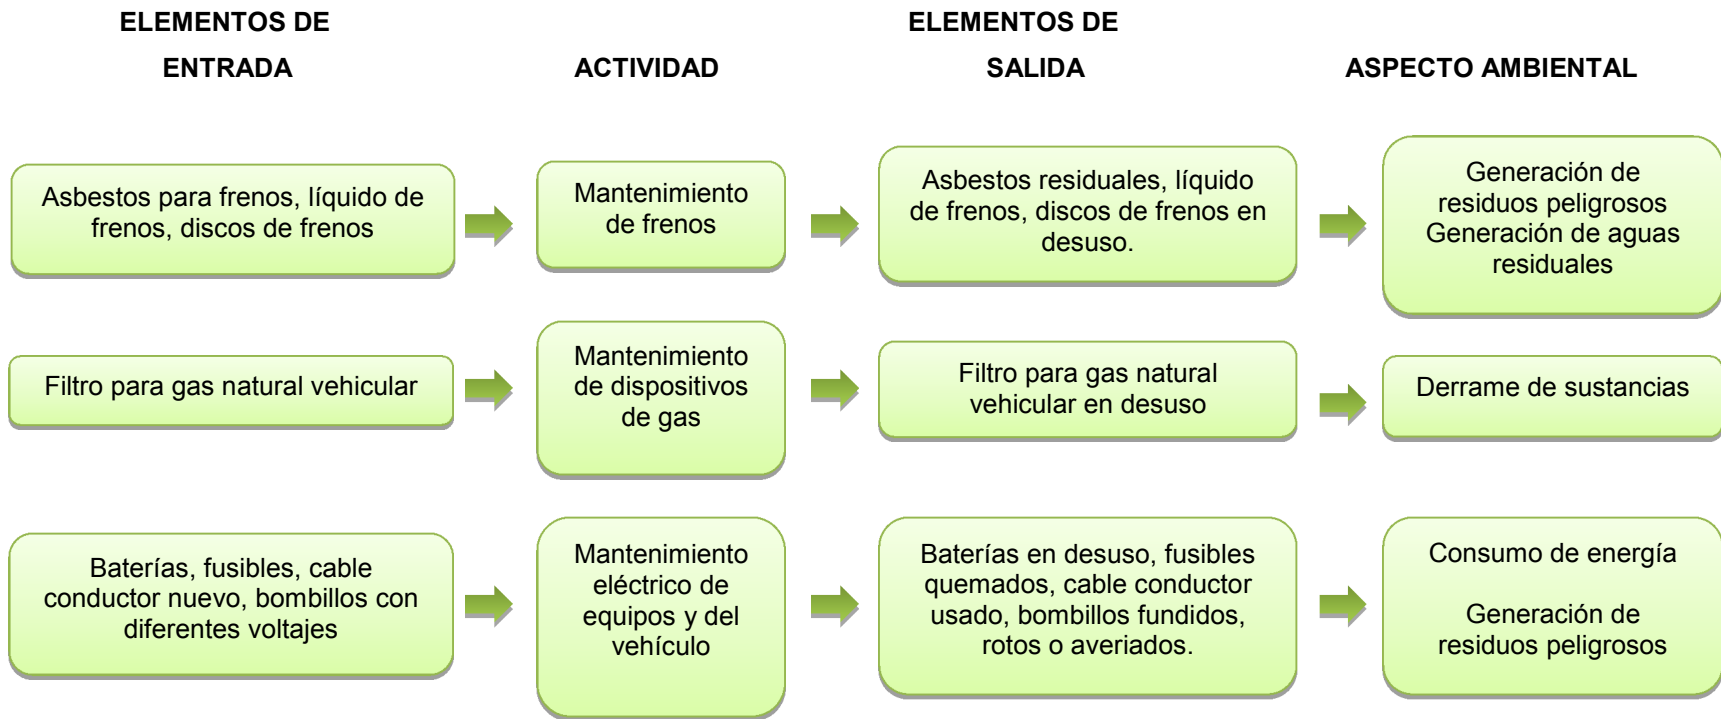 ELEMENTOS DE
ENTRADA
ACTIVIDAD
ELEMENTOS DE
SALIDA
ASPECTO AMBIENTAL
Asbestos para frenos, líquido de
frenos, discos de frenos
Mantenimiento
de frenos
Asbestos residuales, líquido
de frenos, discos de frenos en
desuso.
Generación de
residuos peligrosos
Generación de aguas
residuales
Filtro para gas natural vehicular
Mantenimiento
de dispositivos
de gas
Filtro para gas natural
vehicular en desuso
Derrame de sustancias
Baterías, fusibles, cable
conductor nuevo, bombillos con
diferentes voltajes
Mantenimiento
eléctrico de
equipos y del
vehículo
Baterías en desuso, fusibles
quemados, cable conductor
usado, bombillos fundidos,
rotos o averiados.
Consumo de energía
Generación de
residuos peligrosos